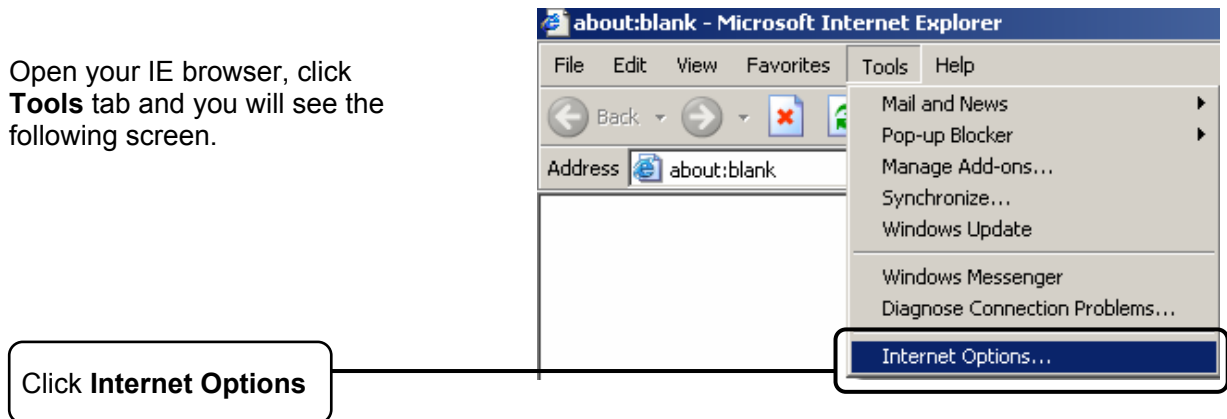 about:blank - Microsoft Internet Explorer
Open your IE browser, click
Tools tab and you will see the
following screen.
File Edit View Favorites Tools Help
Back
Address about:blank
Mail and News
Pop-up Blocker
Manage Add-ons...
Synchronize...
Windows Update
Windows Messenger
Diagnose Connection Problems...
Internet Options...
Click Internet Options